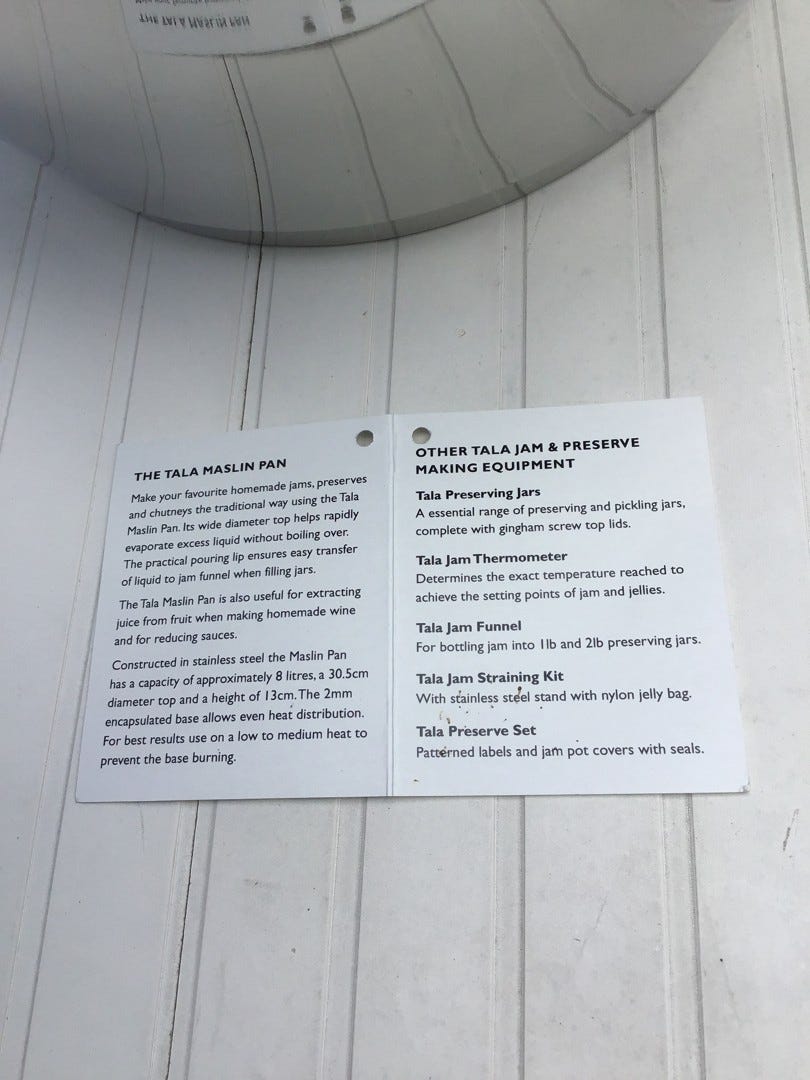 THE TALA MASLIN PAN
THE TALA MASLIN PAN
Make your favourite homemade jams, preserves
and chutneys the traditional way using the Tala
Maslin Pan. Its wide diameter top helps rapidly
evaporate excess liquid without boiling over.
The practical pouring lip ensures easy transfer
of liquid to jam funnel when filling jars.
The Tala Maslin Pan is also useful for extracting
juice from fruit when making homemade wine
and for reducing sauces.
Constructed in stainless steel the Maslin Pan
has a capacity of approximately 8 litres, a 30.5cm
diameter top and a height of 13cm. The 2mm
encapsulated base allows even heat distribution.
For best results use on a low to medium heat to
prevent the base burning.
OTHER TALA JAM & PRESERVE
MAKING EQUIPMENT
Tala Preserving Jars
A essential range of preserving and pickling jars,
complete with gingham screw top lids.
Tala Jam Thermometer
Determines the exact temperature reached to
achieve the setting points of jam and jellies.
Tala Jam Funnel
For bottling jam into 1lb and 2lb preserving jars.
Tala Jam Straining Kit
With stainless steel stand with nylon jelly bag.
Tala Preserve Set
Patterned labels and jam pot covers with seals.